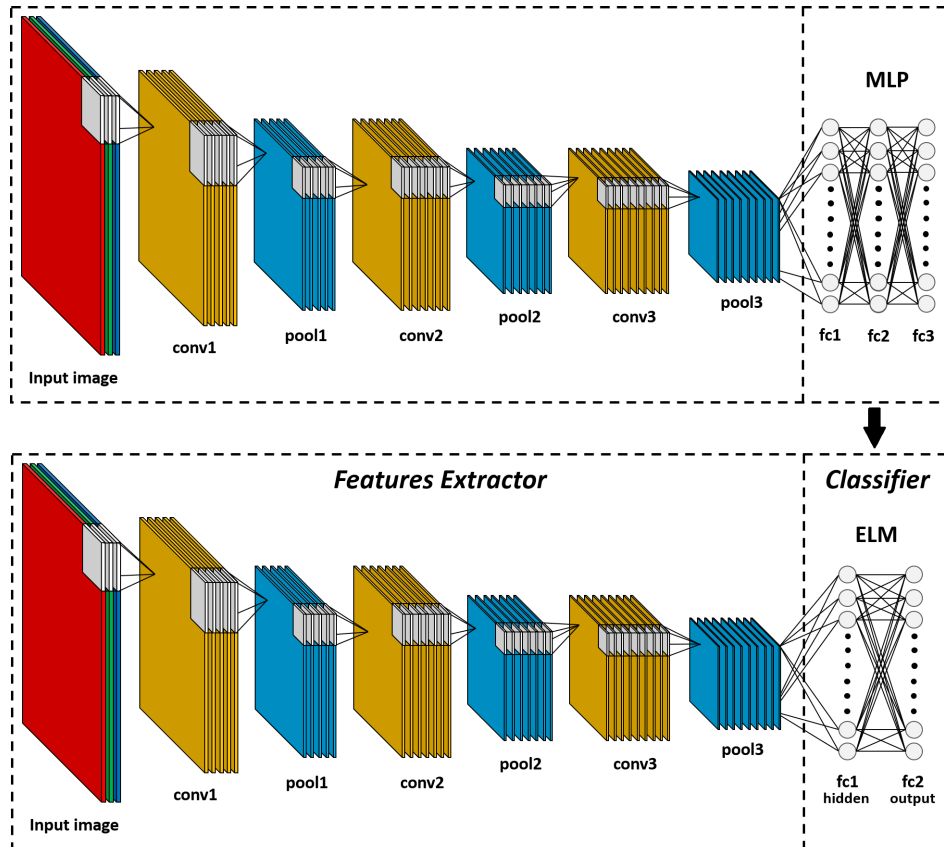 MLP
conv1
pool1
conv2
pool2
conv3
pool3
fc1
fc2
fc3
Input image
Features Extractor
Classifier
ELM
conv1
pool1
conv2
pool2
conv3
pool3
fc1
hidden
fc2
output
Input image